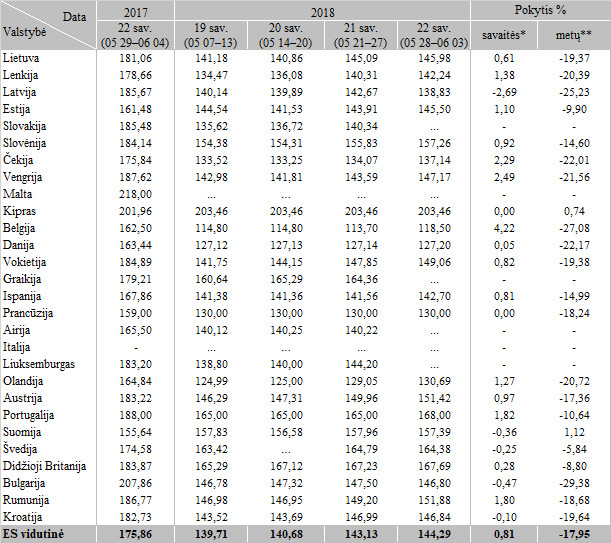 Data 2017 2018 Pokytis %
Valstybė 22 sav. 19 sav. 20 sav. 21 sav. 22 sav. savaitės* metų**
(05 29–06 04) (05 07–13) (05 14–20) (05 21–27) (05 28–06 03)
Lietuva 181,06 141,18 140,86 145,09 145,98 0,61 -19,37
Lenkija 178,66 134,47 136,08 140,31 142,24 1,38 -20,39
Latvija 185,67 140,14 139,89 142,67 138,83 -2,69 -25,23
Estija 161,48 144,54 141,53 143,91 145,50 1,10 -9,90
Slovakija 185,48 135,62 136,72 140,34 ... - -
Slovėnija 184,14 154,38 154,31 155,83 157,26 0,92 -14,60
Čekija 175,84 133,52 133,25 134,07 137,14 2,29 -22,01
Vengrija 187,62 142,98 141,81 143,59 147,17 2,49 -21,56
Malta 218,00 ... ... ... ... - -
Kipras 201,96 203,46 203,46 203,46 203,46 0,00 0,74
Belgija 162,50 114,80 114,80 113,70 118,50 4,22 -27,08
Danija 163,44 127,12 127,13 127,14 127,20 0,05 -22,17
Vokietija 184,89 141,75 144,15 147,85 149,06 0,82 -19,38
Graikija 179,21 160,64 165,29 164,36 ... - -
Ispanija 167,86 141,38 141,36 141,56 142,70 0,81 -14,99
Prancūzija 159,00 130,00 130,00 130,00 130,00 0,00 -18,24
Airija 165,50 140,12 140,25 140,22 ... - -
Italija - ... ... ... ... - -
Liuksemburgas 183,20 138,80 140,00 144,20 ... - -
Olandija 164,84 124,99 125,00 129,05 130,69 1,27 -20,72
Austrija 183,22 146,29 147,31 149,96 151,42 0,97 -17,36
Portugalija 188,00 165,00 165,00 165,00 168,00 1,82 -10,64
Suomija 155,64 157,83 156,58 157,96 157,39 -0,36 1,12
Švedija 174,58 163,42 ... 164,79 164,38 -0,25 -5,84
Didžioji Britanija 183,87 165,29 167,12 167,23 167,69 0,28 -8,80
Bulgarija 207,86 146,78 147,32 147,50 146,80 -0,47 -29,38
Rumunija 186,77 146,98 146,95 149,20 151,88 1,80 -18,68
Kroatija 182,73 143,52 143,69 146,99 146,84 -0,10 -19,64
ES vidutinė 175,86 139,71 140,68 143,13 144,29 0,81 -17,95